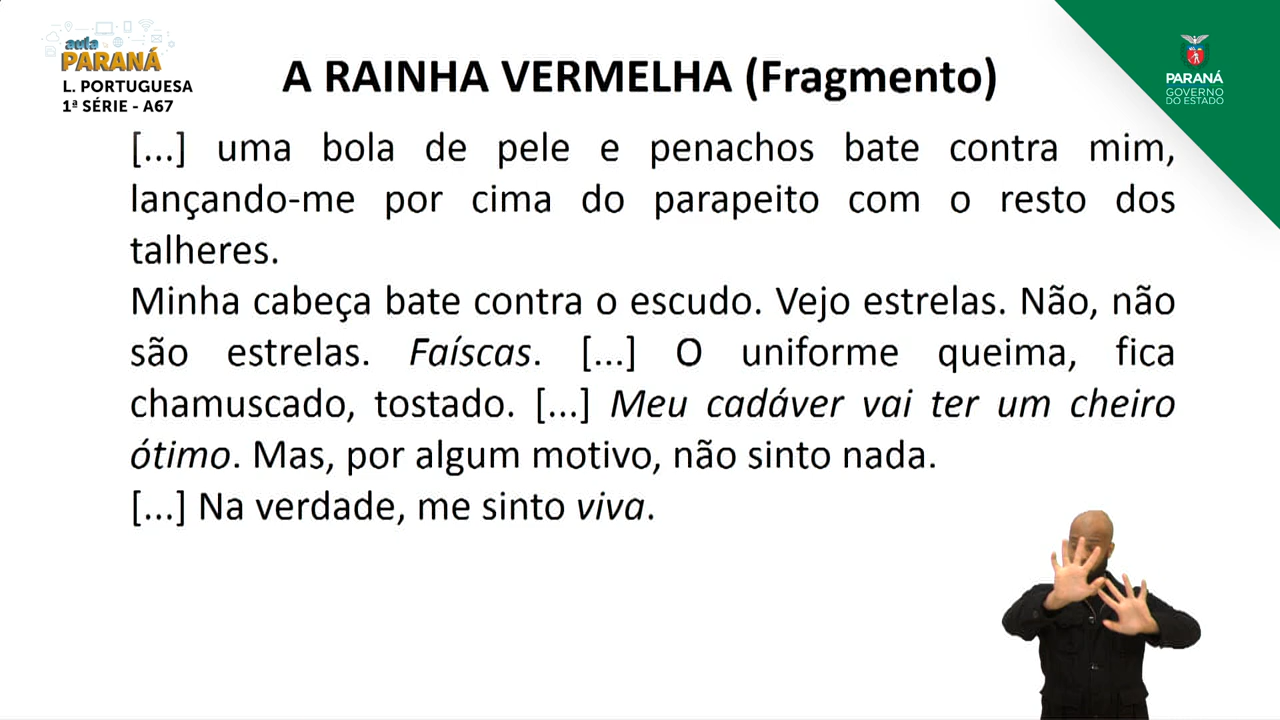 aula
PARANÁ
L. PORTUGUESA
1ª SÉRIE - A67
A RAINHA VERMELHA (Fragmento)
PARANÁ
GOVERNO
DO ESTADO
[...] uma bola de pele e penachos bate contra mim,
lançando-me por cima do parapeito com o resto dos
talheres.
Minha cabeça bate contra o escudo. Vejo estrelas. Não, não
são estrelas. Faíscas. [...] O uniforme queima, fica
chamuscado, tostado. [...] Meu cadáver vai ter um cheiro
ótimo. Mas, por algum motivo, não sinto nada.
[...] Na verdade, me sinto viva.